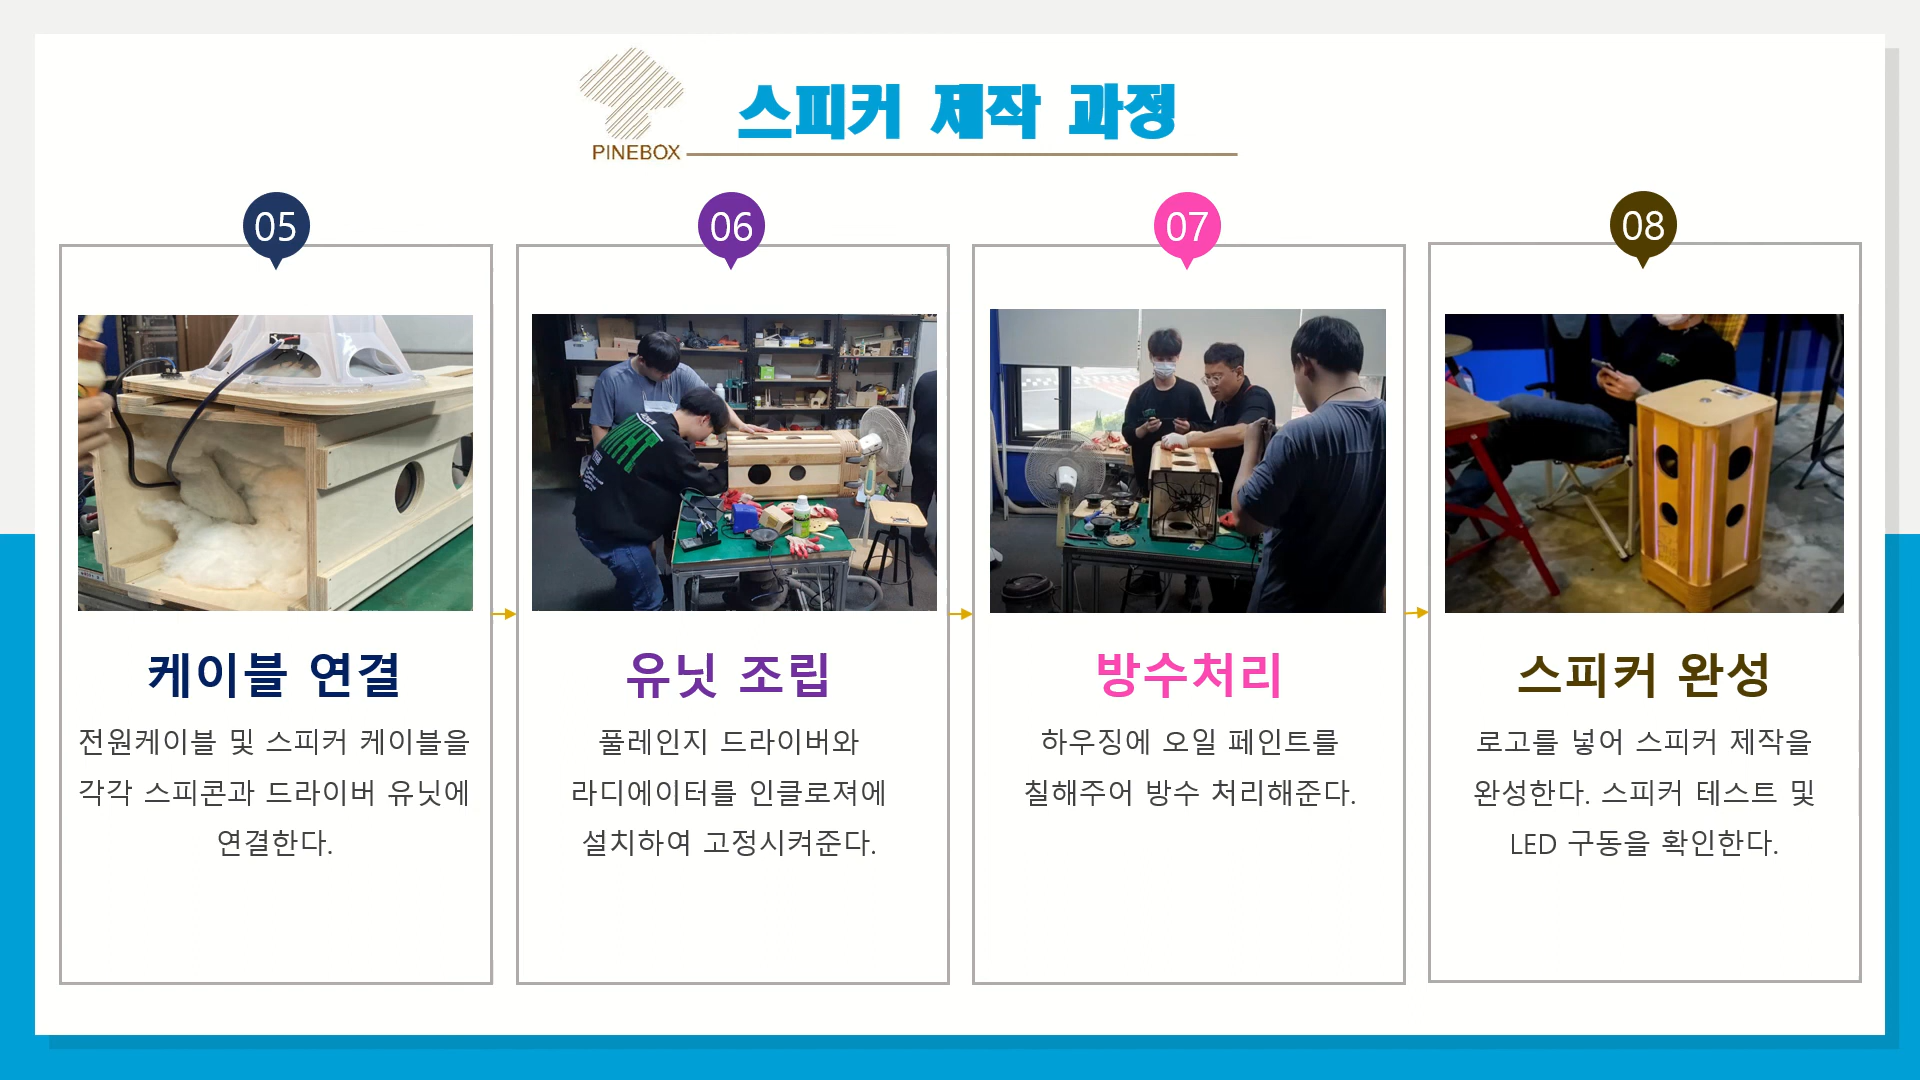 PINEBOX
스피커 제작 과정
05
케이블 연결
전원케이블 및 스피커 케이블을
각각 스피콘과 드라이버 유닛에
연결한다.
06
유닛 조립
풀레인지 드라이버와
라디에이터를 인클로져에
설치하여 고정시켜준다.
07
방수처리
하우징에 오일 페인트를
칠해주어 방수 처리해준다.
08
스피커 완성
로고를 넣어 스피커 제작을
완성한다. 스피커 테스트 및
LED 구동을 확인한다.